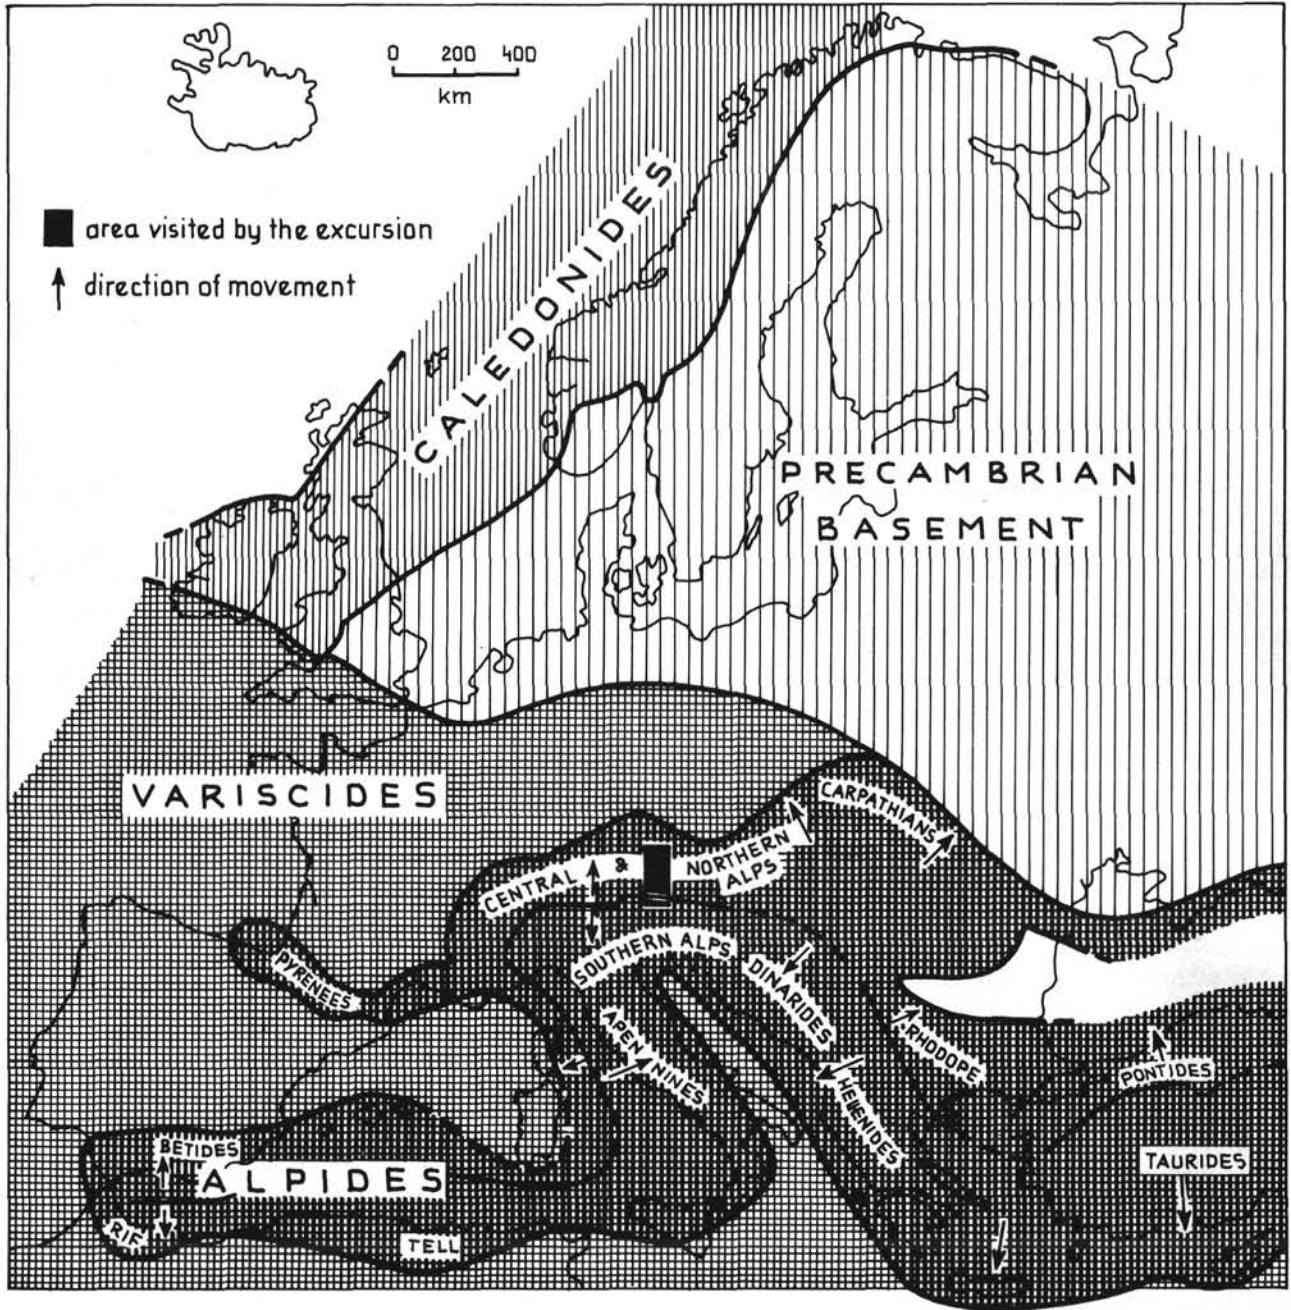 0 200 400
km
area visited by the excursion
direction of movement
CALEDONIDES
PRECAMBRIAN
BASEMENT
VARISCIDES
CARPATHIANS
CENTRAL & NORTHERN
ALPS
SOUTHERN ALPS
PYRENEES
DINARIDES
APENNINES
RHODOPE
HELLENIDES
PONTIDES
BETIDES
ALPIDES
TAURIDES
RIF
TELL